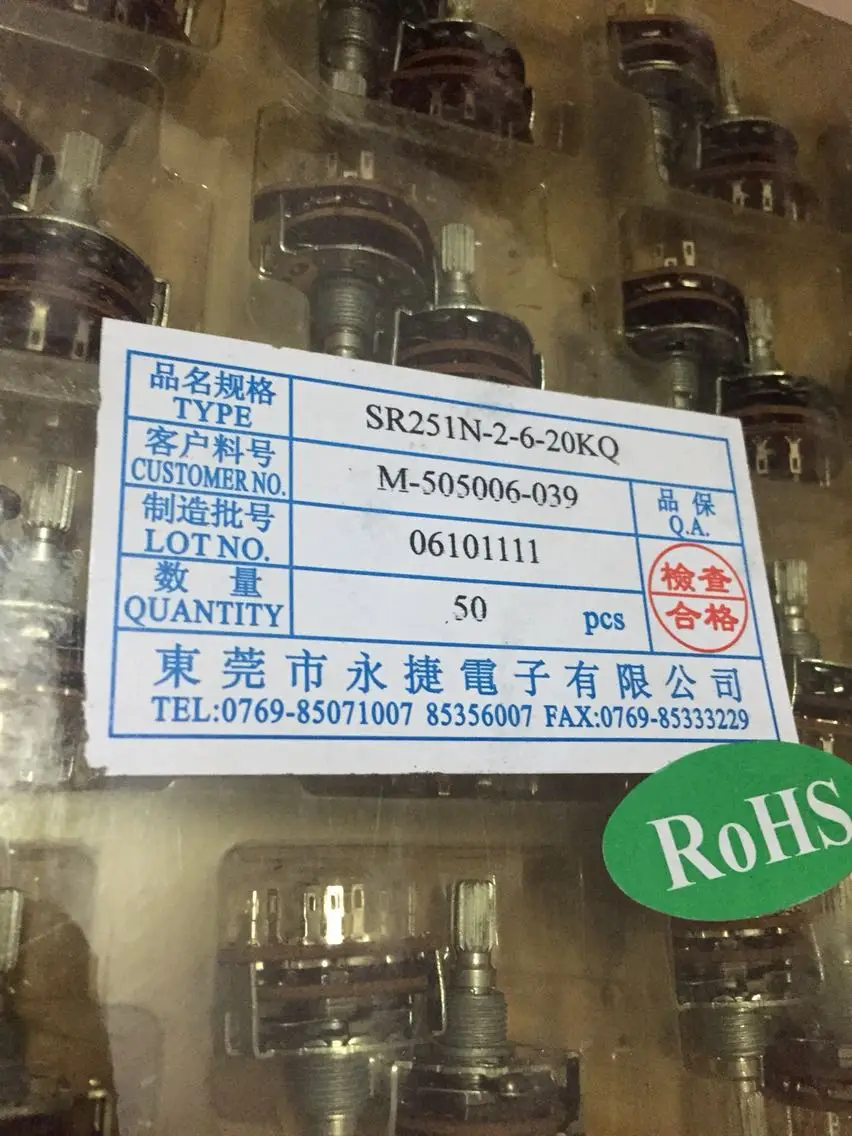 品名规格
TYPE
SR251N-2-6-20KQ
客户料号
CUSTOMER NO.
M-505006-039
品保
Q.A.
制造批号
LOT NO.
06101111
檢查
合格
数量
QUANTITY
50 pcs
東莞市永捷電子有限公司
TEL:0769-85071007 85356007 FAX:0769-85333229
RoHS